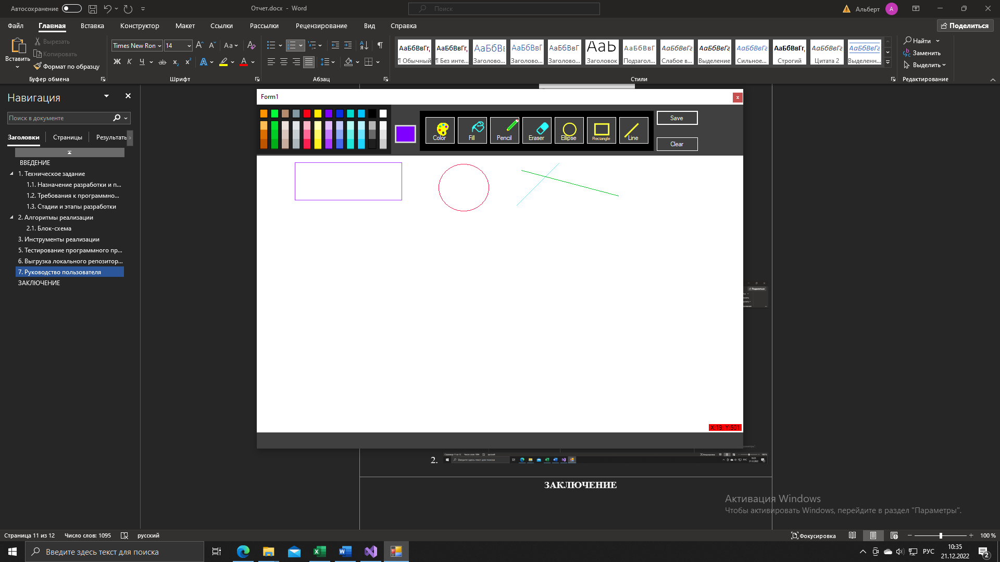 Автосохранение
Отчет.docx - Word
Поиск
Альберт
А
Файл Главная Вставка Конструктор Макет Ссылки Рассылки Рецензирование Вид Справка
Поделиться
Вставить
Вырезать
Копировать
Формат по образцу
Буфер обмена
Times New Ron 14
Шрифт
Абзац
АаБбВвГг, АаБбВвГг, АаБбВ АаБбВвГ АаБбВвГ АаЬ АаБбВвГ АаБбВвГг АаБбВвГг АаБбВвГг АаБбВвГг АаБбВвГг АаБбВвГг
¶ Обычный ¶ Без инте... Заголово... Заголово... Заголово... Заголовок Подзагол... Слабое в... Выделение Сильное... Строгий Цитата 2 Выделенн...
Стили
Найти
Заменить
Выделить
Редактирование
Навигация
Поиск в документе
Заголовки Страницы Результать
ВВЕДЕНИЕ
1. Техническое задание
1.1. Назначение разработки и п...
1.2. Требования к программно...
1.3. Стадии и этапы разработки
2. Алгоритмы реализации
2.1. Блок-схема
3. Инструменты реализации
5. Тестирование программного пр...
6. Выгрузка локального репозитор...
7. Руководство пользователя
ЗАКЛЮЧЕНИЕ
Form1
x
Color Fill Pencil Eraser Ellipse Rectangle Line
Save
Clear
X:19; Y:501
2.
ЗАКЛЮЧЕНИЕ
Активация Windows
Чтобы активировать Windows, перейдите в раздел "Параметры".
Страница 11 из 12 Число слов: 1095 русский
Фокусировка
100 %
Введите здесь текст для поиска
РУС
10:35
21.12.2022
2